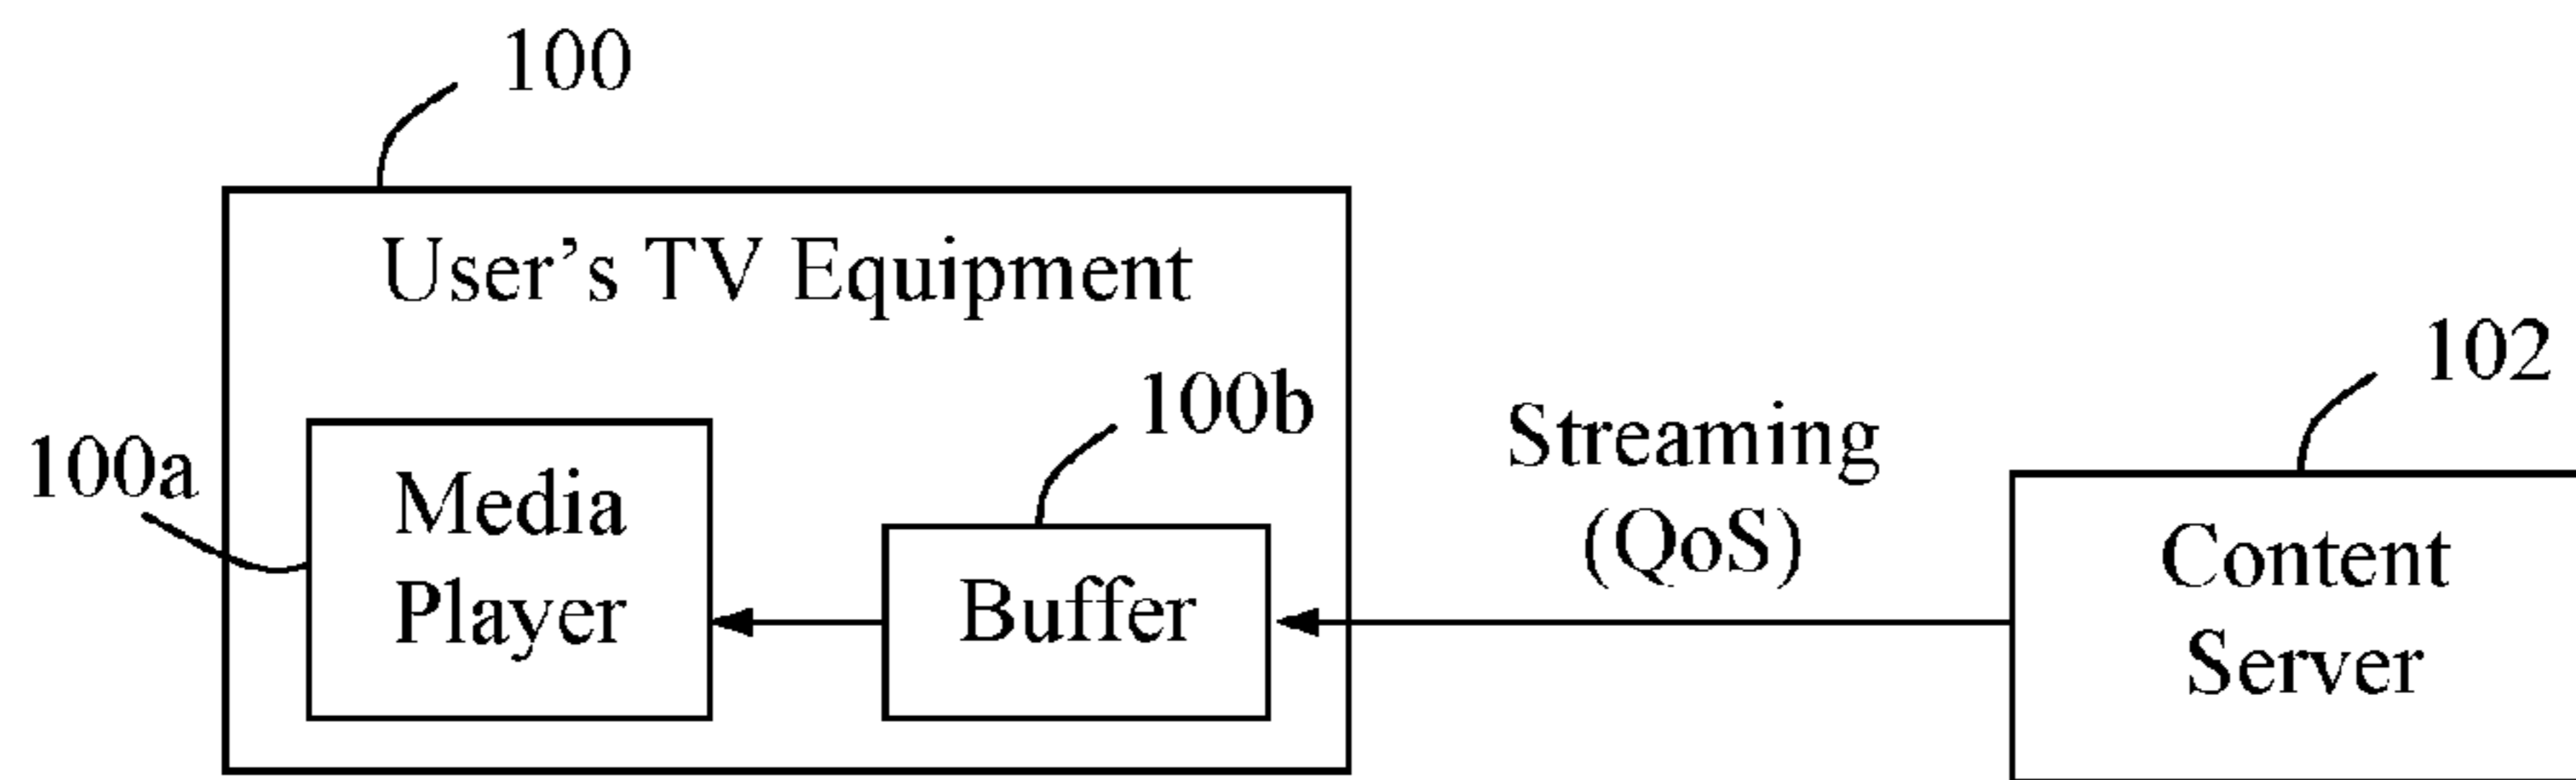 100
User’s TV Equipment
100b
102
100a
Media
Player
Buffer
Streaming
(QoS)
Content
Server